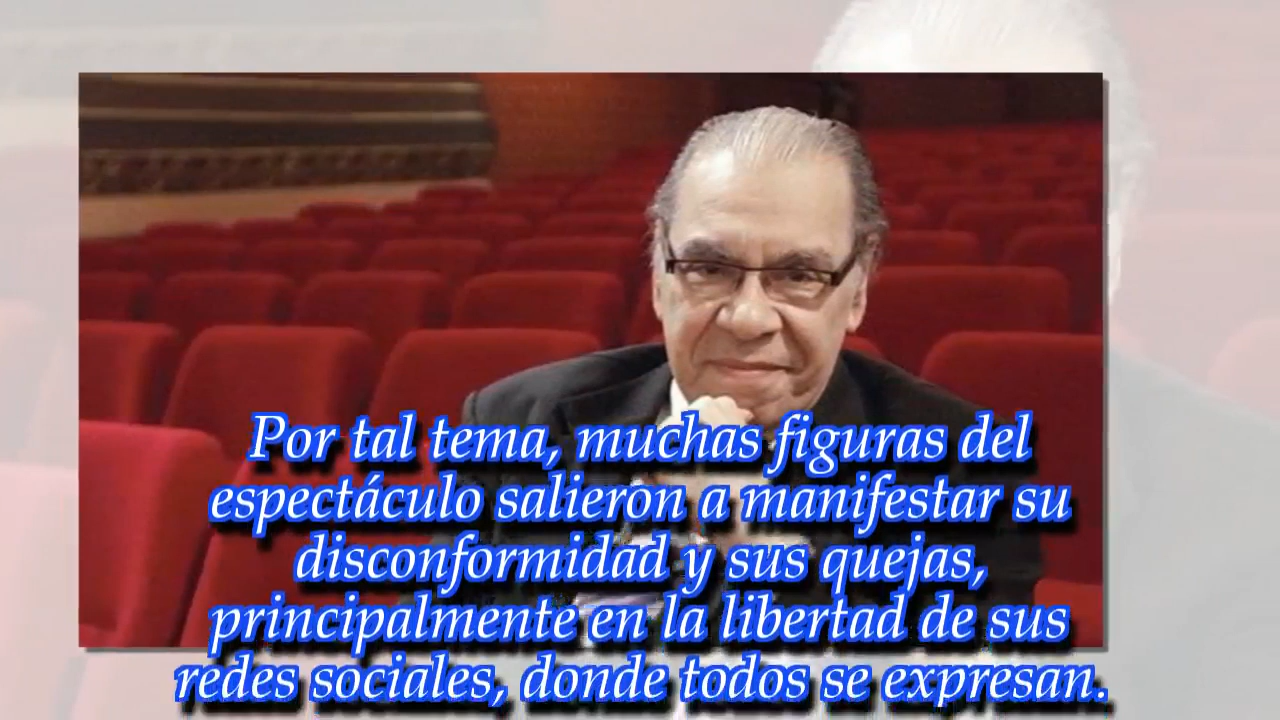 Por tal tema, muchas figuras del
espectáculo salieron a manifestar su
disconformidad y sus quejas,
principalmente en la libertad de sus
redes sociales, donde todos se expresan.